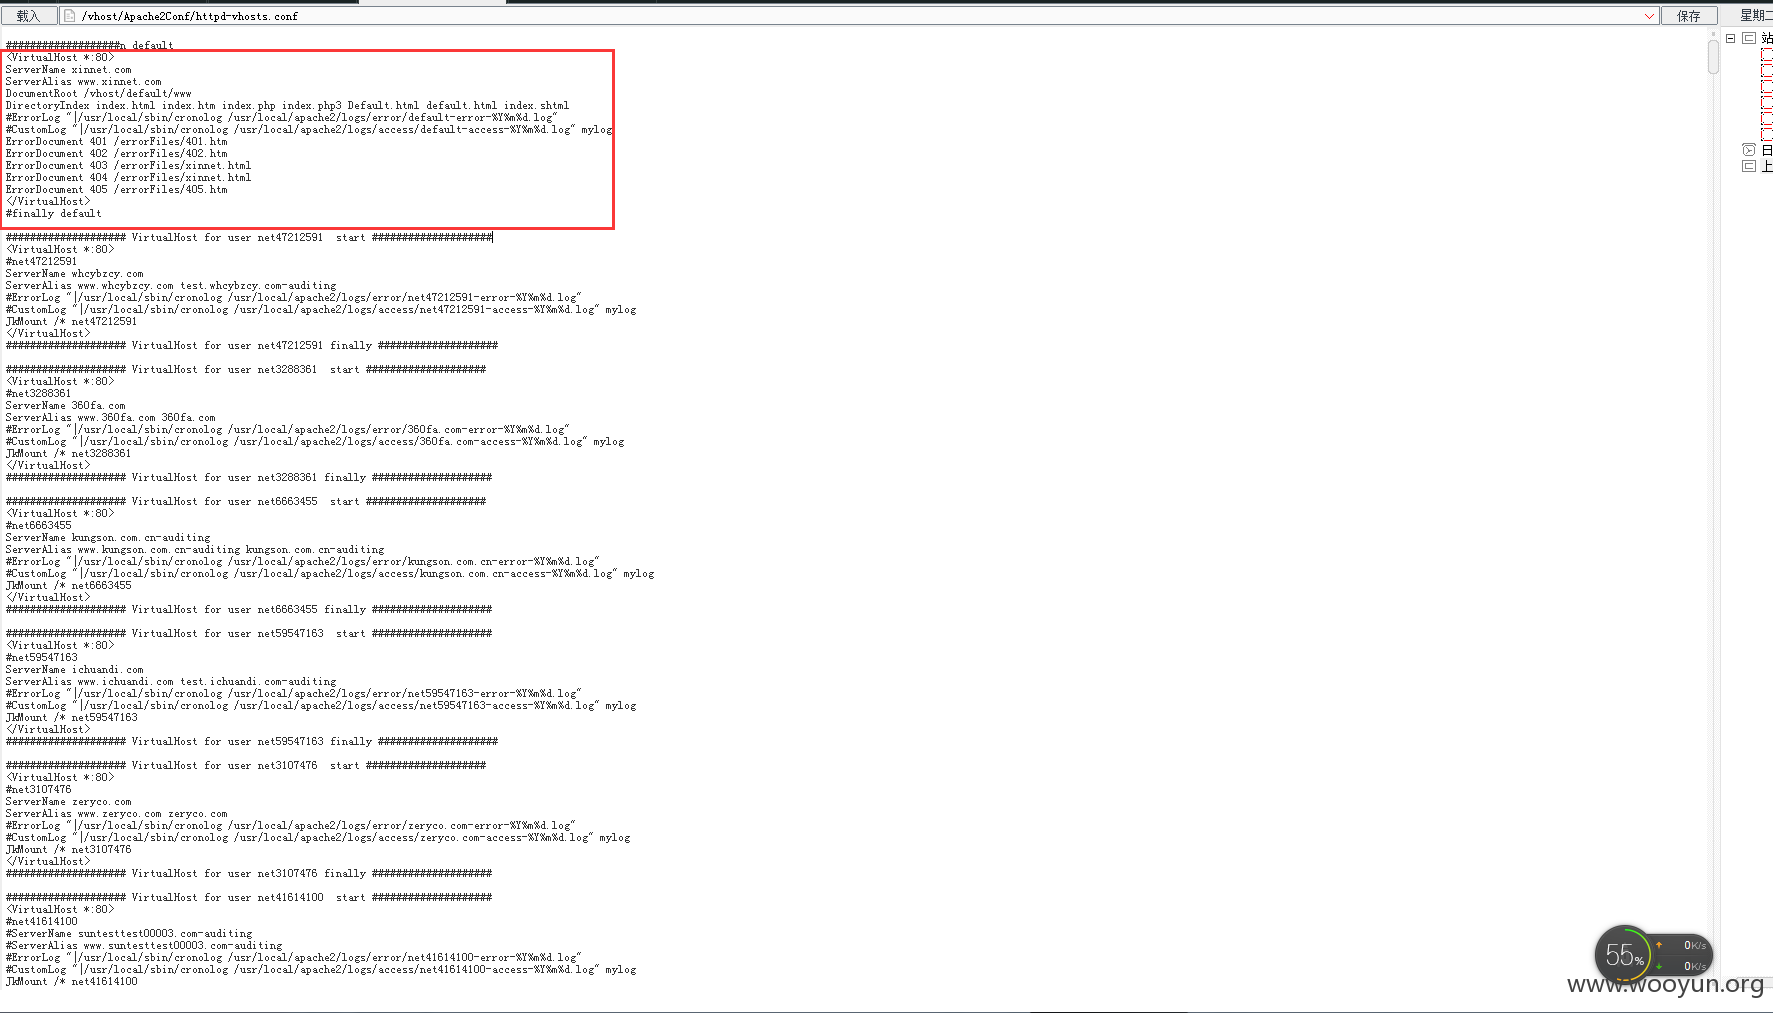 载入
/vhost/Apache2Conf/httpd-vhosts.conf
保存
星期二
###################n default
<VirtualHost *:80>
ServerName xinnet.com
ServerAlias www.xinnet.com
DocumentRoot /vhost/default/www
DirectoryIndex index.html index.htm index.php index.php3 Default.html default.html index.shtml
#ErrorLog "|/usr/local/sbin/cronolog /usr/local/apache2/logs/error/default-error-%Y%m%d.log"
#CustomLog "|/usr/local/sbin/cronolog /usr/local/apache2/logs/access/default-access-%Y%m%d.log" mylog
ErrorDocument 401 /errorFiles/401.htm
ErrorDocument 402 /errorFiles/402.htm
ErrorDocument 403 /errorFiles/xinnet.html
ErrorDocument 404 /errorFiles/xinnet.html
ErrorDocument 405 /errorFiles/405.htm
</VirtualHost>
#finally default
#################### VirtualHost for user net47212591  start ####################
<VirtualHost *:80>
#net47212591
ServerName whcybzcy.com
ServerAlias www.whcybzcy.com test.whcybzcy.com-auditing
#ErrorLog "|/usr/local/sbin/cronolog /usr/local/apache2/logs/error/net47212591-error-%Y%m%d.log"
#CustomLog "|/usr/local/sbin/cronolog /usr/local/apache2/logs/access/net47212591-access-%Y%m%d.log" mylog
JkMount /* net47212591
</VirtualHost>
#################### VirtualHost for user net47212591 finally ####################
#################### VirtualHost for user net3288361  start ####################
<VirtualHost *:80>
#net3288361
ServerName 360fa.com
ServerAlias www.360fa.com 360fa.com
#ErrorLog "|/usr/local/sbin/cronolog /usr/local/apache2/logs/error/360fa.com-error-%Y%m%d.log"
#CustomLog "|/usr/local/sbin/cronolog /usr/local/apache2/logs/access/360fa.com-access-%Y%m%d.log" mylog
JkMount /* net3288361
</VirtualHost>
#################### VirtualHost for user net3288361 finally ####################
#################### VirtualHost for user net6663455  start ####################
<VirtualHost *:80>
#net6663455
ServerName kungson.com.cn-auditing
ServerAlias www.kungson.com.cn-auditing kungson.com.cn-auditing
#ErrorLog "|/usr/local/sbin/cronolog /usr/local/apache2/logs/error/kungson.com.cn-error-%Y%m%d.log"
#CustomLog "|/usr/local/sbin/cronolog /usr/local/apache2/logs/access/kungson.com.cn-access-%Y%m%d.log" mylog
JkMount /* net6663455
</VirtualHost>
#################### VirtualHost for user net6663455 finally ####################
#################### VirtualHost for user net59547163  start ####################
<VirtualHost *:80>
#net59547163
ServerName ichuandi.com
ServerAlias www.ichuandi.com test.ichuandi.com-auditing
#ErrorLog "|/usr/local/sbin/cronolog /usr/local/apache2/logs/error/net59547163-error-%Y%m%d.log"
#CustomLog "|/usr/local/sbin/cronolog /usr/local/apache2/logs/access/net59547163-access-%Y%m%d.log" mylog
JkMount /* net59547163
</VirtualHost>
#################### VirtualHost for user net59547163 finally ####################
#################### VirtualHost for user net3107476  start ####################
<VirtualHost *:80>
#net3107476
ServerName zeryco.com
ServerAlias www.zeryco.com zeryco.com
#ErrorLog "|/usr/local/sbin/cronolog /usr/local/apache2/logs/error/zeryco.com-error-%Y%m%d.log"
#CustomLog "|/usr/local/sbin/cronolog /usr/local/apache2/logs/access/zeryco.com-access-%Y%m%d.log" mylog
JkMount /* net3107476
</VirtualHost>
#################### VirtualHost for user net3107476 finally ####################
#################### VirtualHost for user net41614100  start ####################
<VirtualHost *:80>
#net41614100
#ServerName suntesttest00003.com-auditing
#ServerAlias www.suntesttest00003.com-auditing
#ErrorLog "|/usr/local/sbin/cronolog /usr/local/apache2/logs/error/net41614100-error-%Y%m%d.log"
#CustomLog "|/usr/local/sbin/cronolog /usr/local/apache2/logs/access/net41614100-access-%Y%m%d.log" mylog
JkMount /* net41614100
站
日
上
55%
0K/s
0K/s
www.wooyun.org